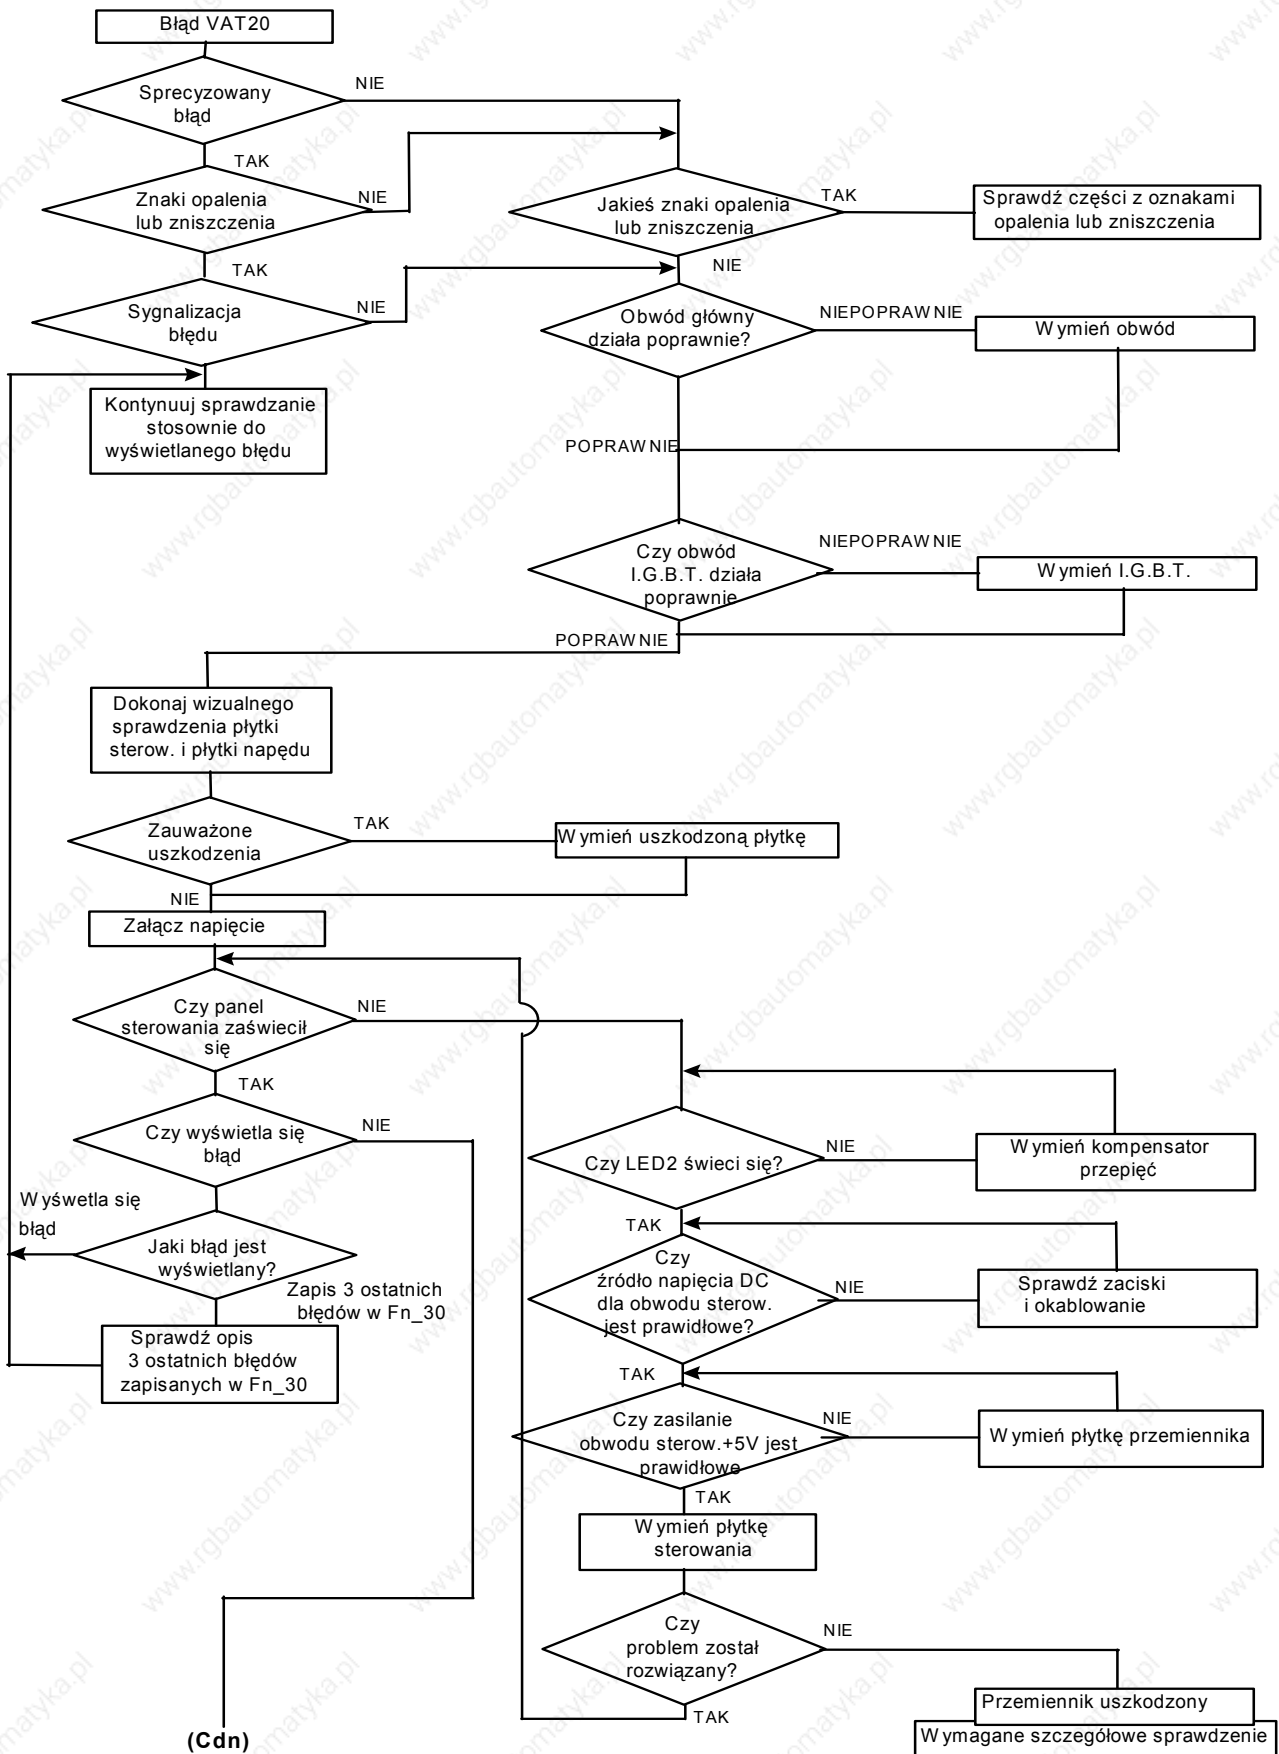 Błąd VAT20
Sprecyzowany
błąd
NIE
TAK
Znaki opalenia
lub zniszczenia
NIE
Jakieś znaki opalenia
lub zniszczenia
TAK
Sprawdź części z oznakami
opalenia lub zniszczenia
TAK
NIE
Sygnalizacja
błędu
NIE
Obwód główny
działa poprawnie?
NIEPOPRAWNIE
Wymień obwód
Kontynuuj sprawdzanie
stosownie do
wyświetlanego błędu
POPRAWNIE
Czy obwód
I.G.B.T. działa
poprawnie
NIEPOPRAWNIE
Wymień I.G.B.T.
POPRAWNIE
Dokonaj wizualnego
sprawdzenia płytki
sterow. i płytki napędu
Zauważone
uszkodzenia
TAK
Wymień uszkodzoną płytkę
NIE
Załącz napięcie
Czy panel
sterowania zaświecił
się
NIE
TAK
Czy wyświetla się
błąd
NIE
Czy LED2 świeci się?
NIE
Wymień kompensator
przepięć
Wyśwetla się
błąd
Jaki błąd jest
wyświetlany?
TAK
Czy
źródło napięcia DC
dla obwodu sterow.
jest prawidłowe?
NIE
Sprawdź zaciski
i okablowanie
Zapis 3 ostatnich
błędów w Fn_30
Sprawdź opis
3 ostatnich błędów
zapisanych w Fn_30
TAK
Czy zasilanie
obwodu sterow.+5V jest
prawidłowe
NIE
Wymień płytkę przemiennika
TAK
Wymień płytkę
sterowania
Czy
problem został
rozwiązany?
NIE
TAK
Przemiennik uszkodzony
Wymagane szczegółowe sprawdzenie
(Cdn)
www.rgbautomatyka.pl